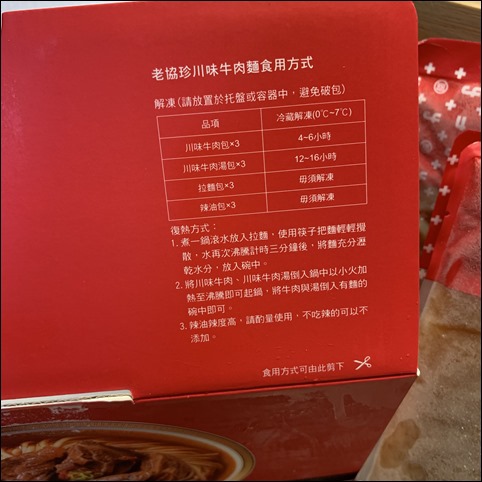 老協珍川味牛肉麵食用方式
解凍(請放置於托盤或容器中，避免破包)
品項 冷藏解凍(0℃~7℃)
川味牛肉包×3 4~6小時
川味牛肉湯包×3 12~16小時
拉麵包×3 毋須解凍
辣油包×3 毋須解凍
復熱方式：
1. 煮一鍋滾水放入拉麵，使用筷子把麵輕輕攪
散，水再次沸騰計時三分鐘後，將麵充分瀝
乾水分，放入碗中。
2. 將川味牛肉、川味牛肉湯倒入鍋中以小火加
熱至沸騰即可起鍋，將牛肉與湯倒入有麵的
碗中即可。
3. 辣油辣度高，請酌量使用，不吃辣的可以不
添加。
食用方式可由此剪下